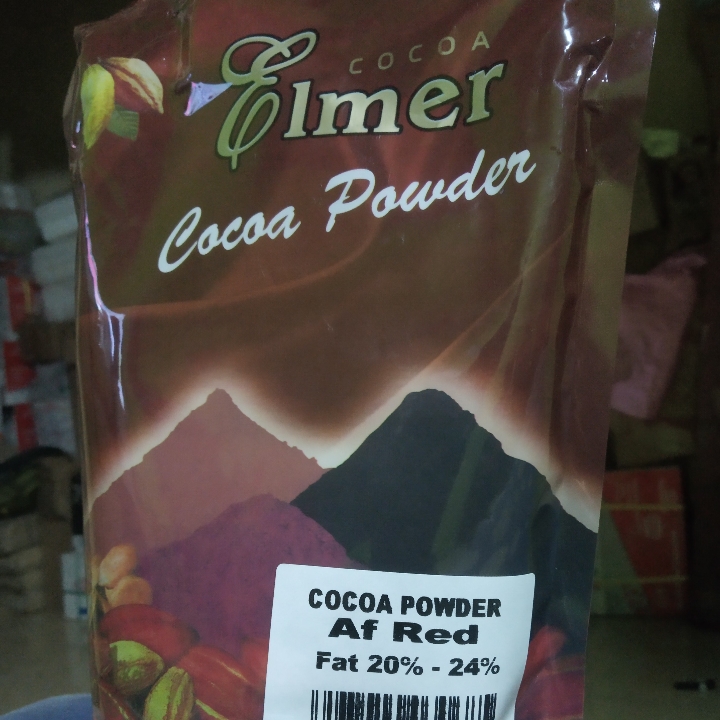 COCOA
Elmer
Cocoa Powder
COCOA POWDER
Af Red
Fat 20% - 24%